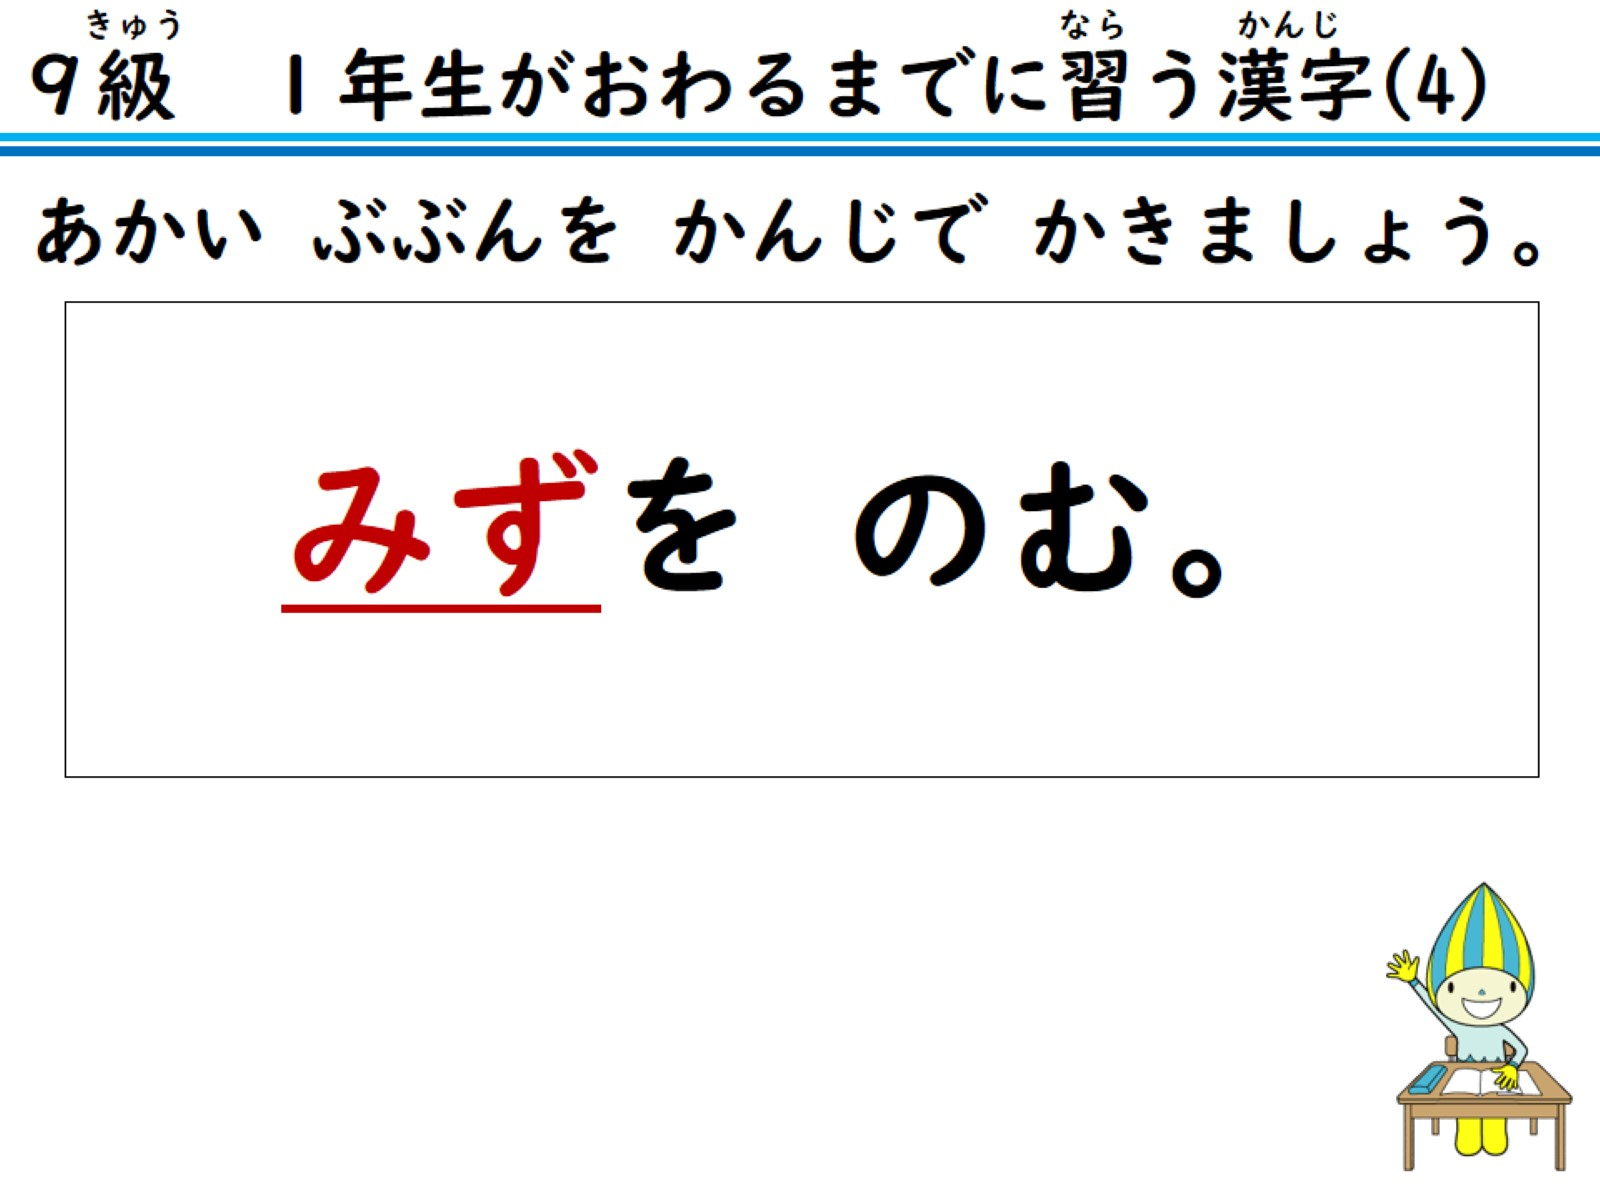 きゅう なら かんじ
9級 1年生がおわるまでに習う漢字(4)
あかい ぶぶんを かんじで かきましょう。
みずを のむ。